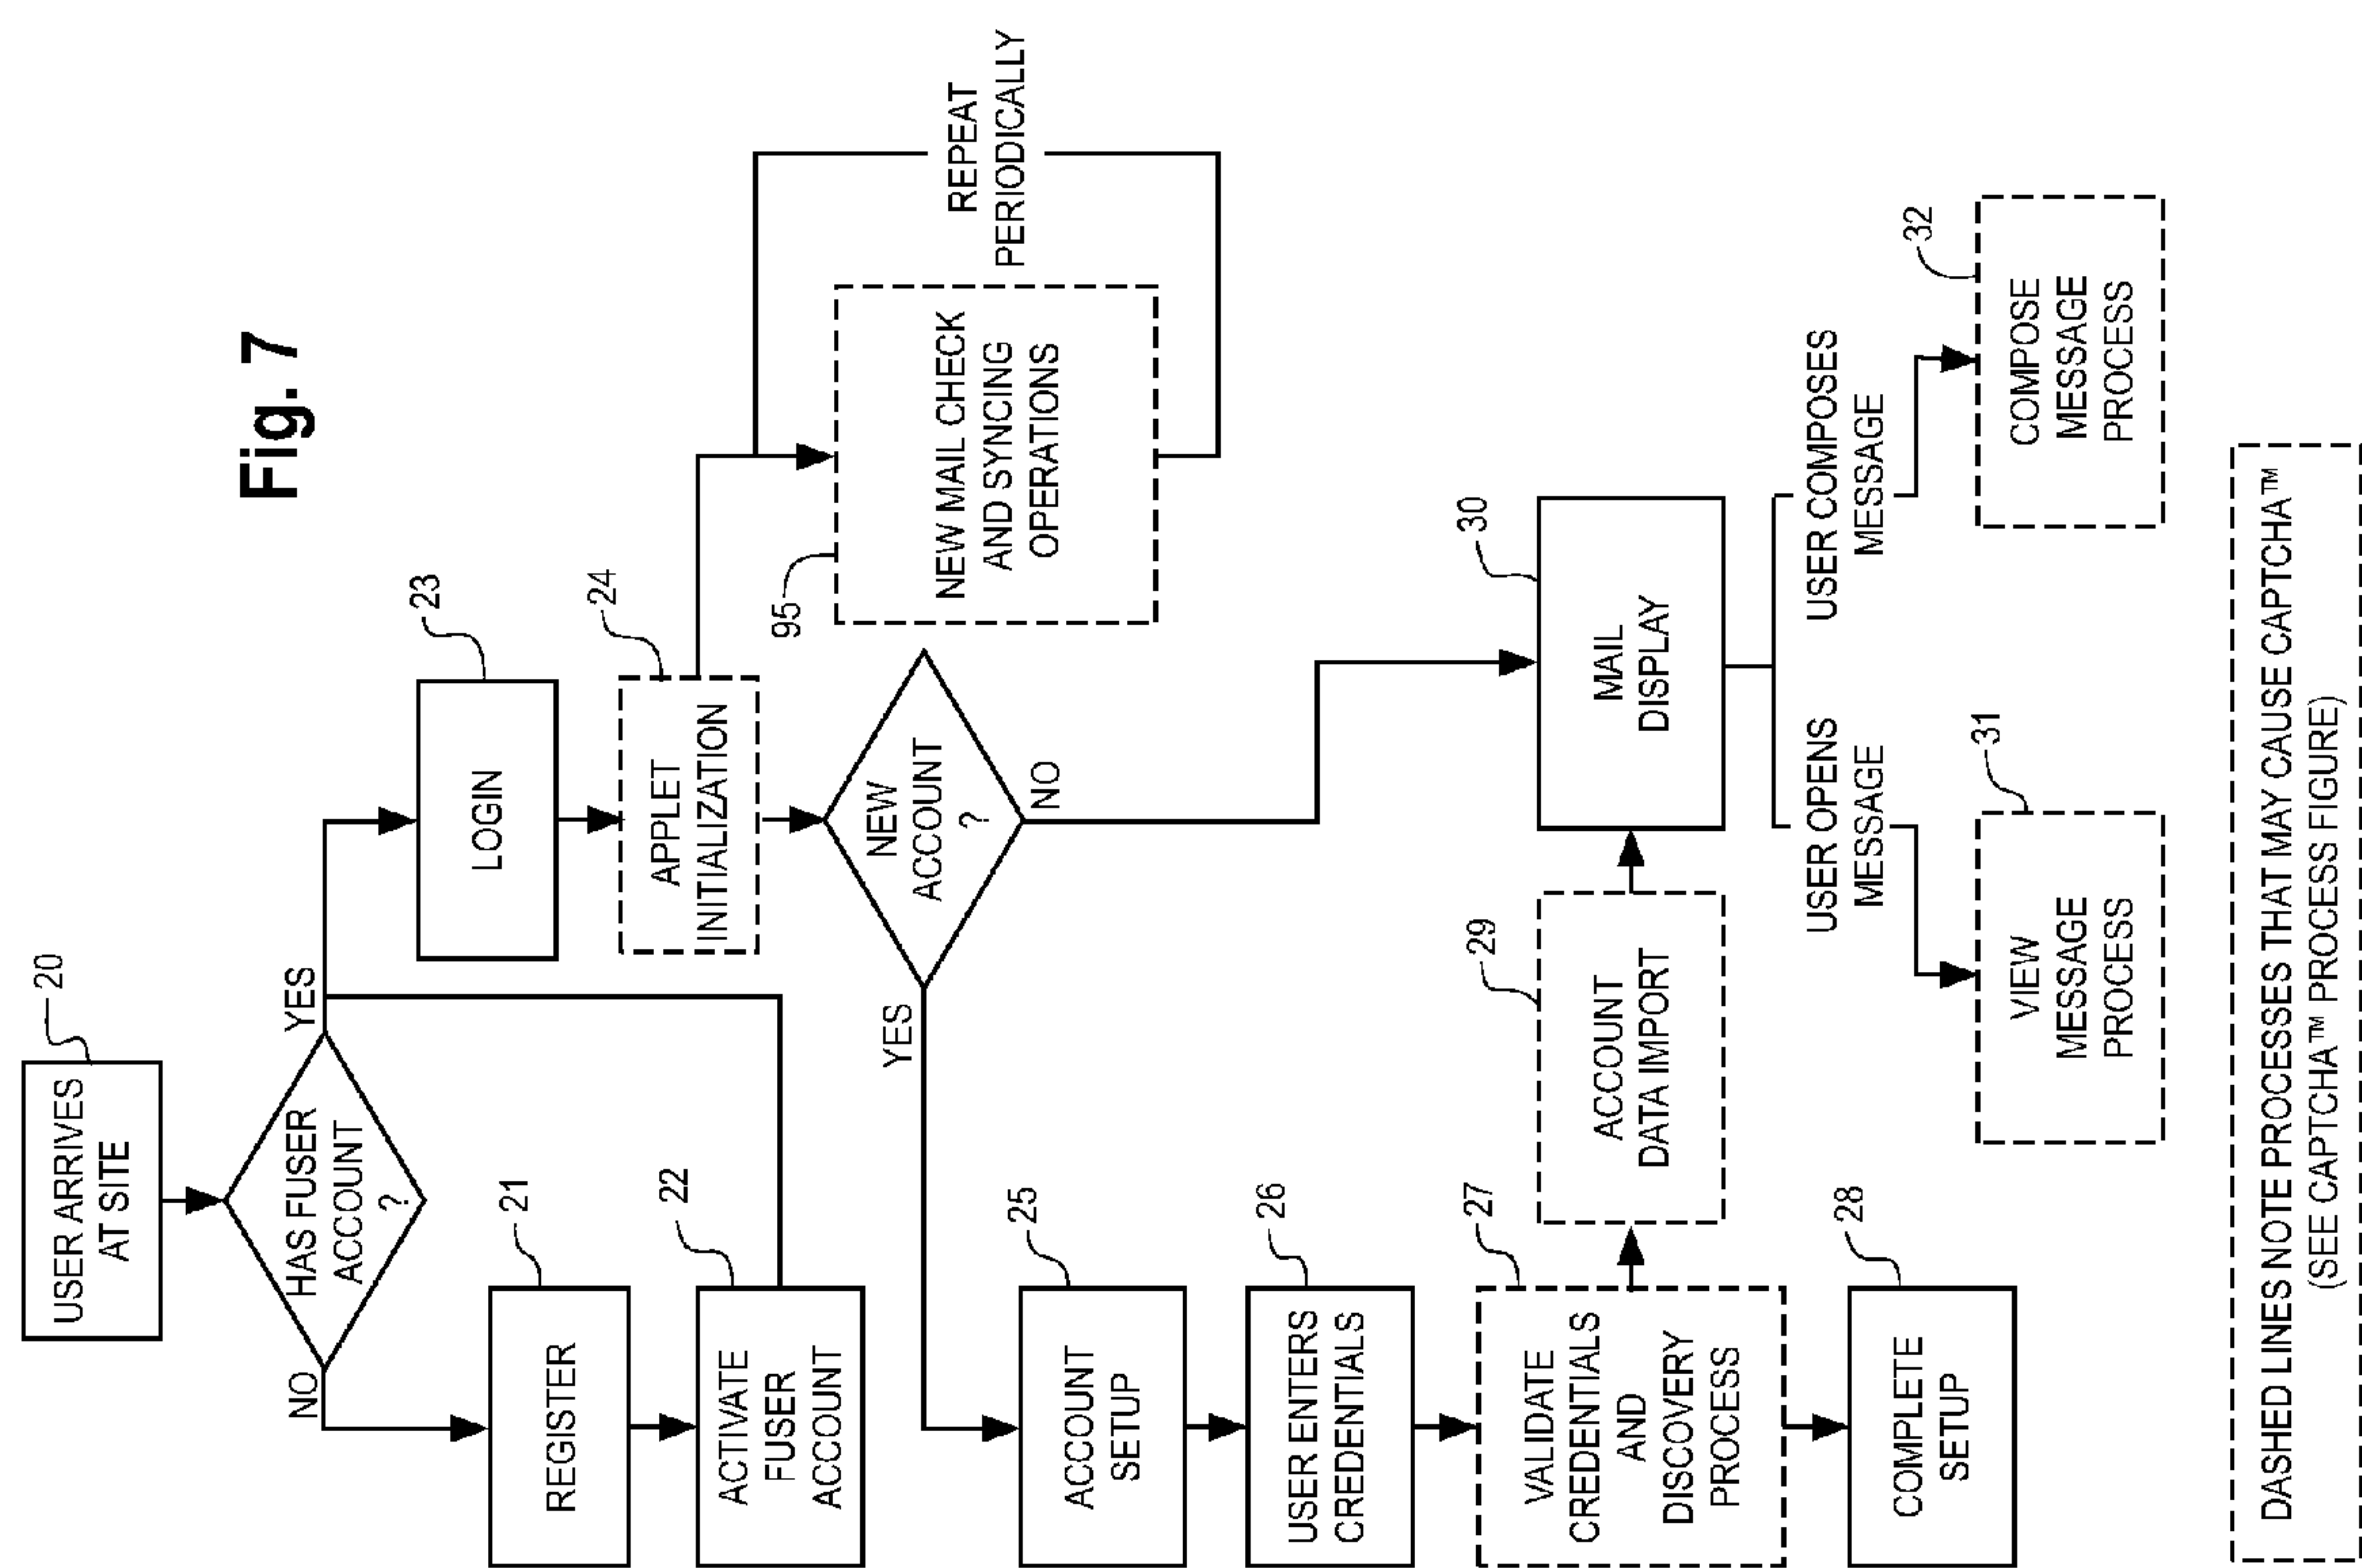 Fig. 7
USER ARRIVES
AT SITE
20
HAS FUSER
ACCOUNT
?
YES
NO
REGISTER
21
ACTIVATE
FUSER
ACCOUNT
22
LOGIN
23
APPLET
INITIALIZATION
24
NEW MAIL CHECK
AND SYNCING
OPERATIONS
95
REPEAT
PERIODICALLY
NEW
ACCOUNT
?
YES
NO
ACCOUNT
SETUP
25
USER ENTERS
CREDENTIALS
26
VALIDATE
CREDENTIALS
AND
DISCOVERY
PROCESS
27
COMPLETE
SETUP
28
ACCOUNT
DATA IMPORT
29
MAIL
DISPLAY
30
USER OPENS
MESSAGE
USER COMPOSES
MESSAGE
VIEW
MESSAGE
PROCESS
31
COMPOSE
MESSAGE
PROCESS
32
DASHED LINES NOTE PROCESSES THAT MAY CAUSE CAPTCHA™
(SEE CAPTCHA™ PROCESS FIGURE)